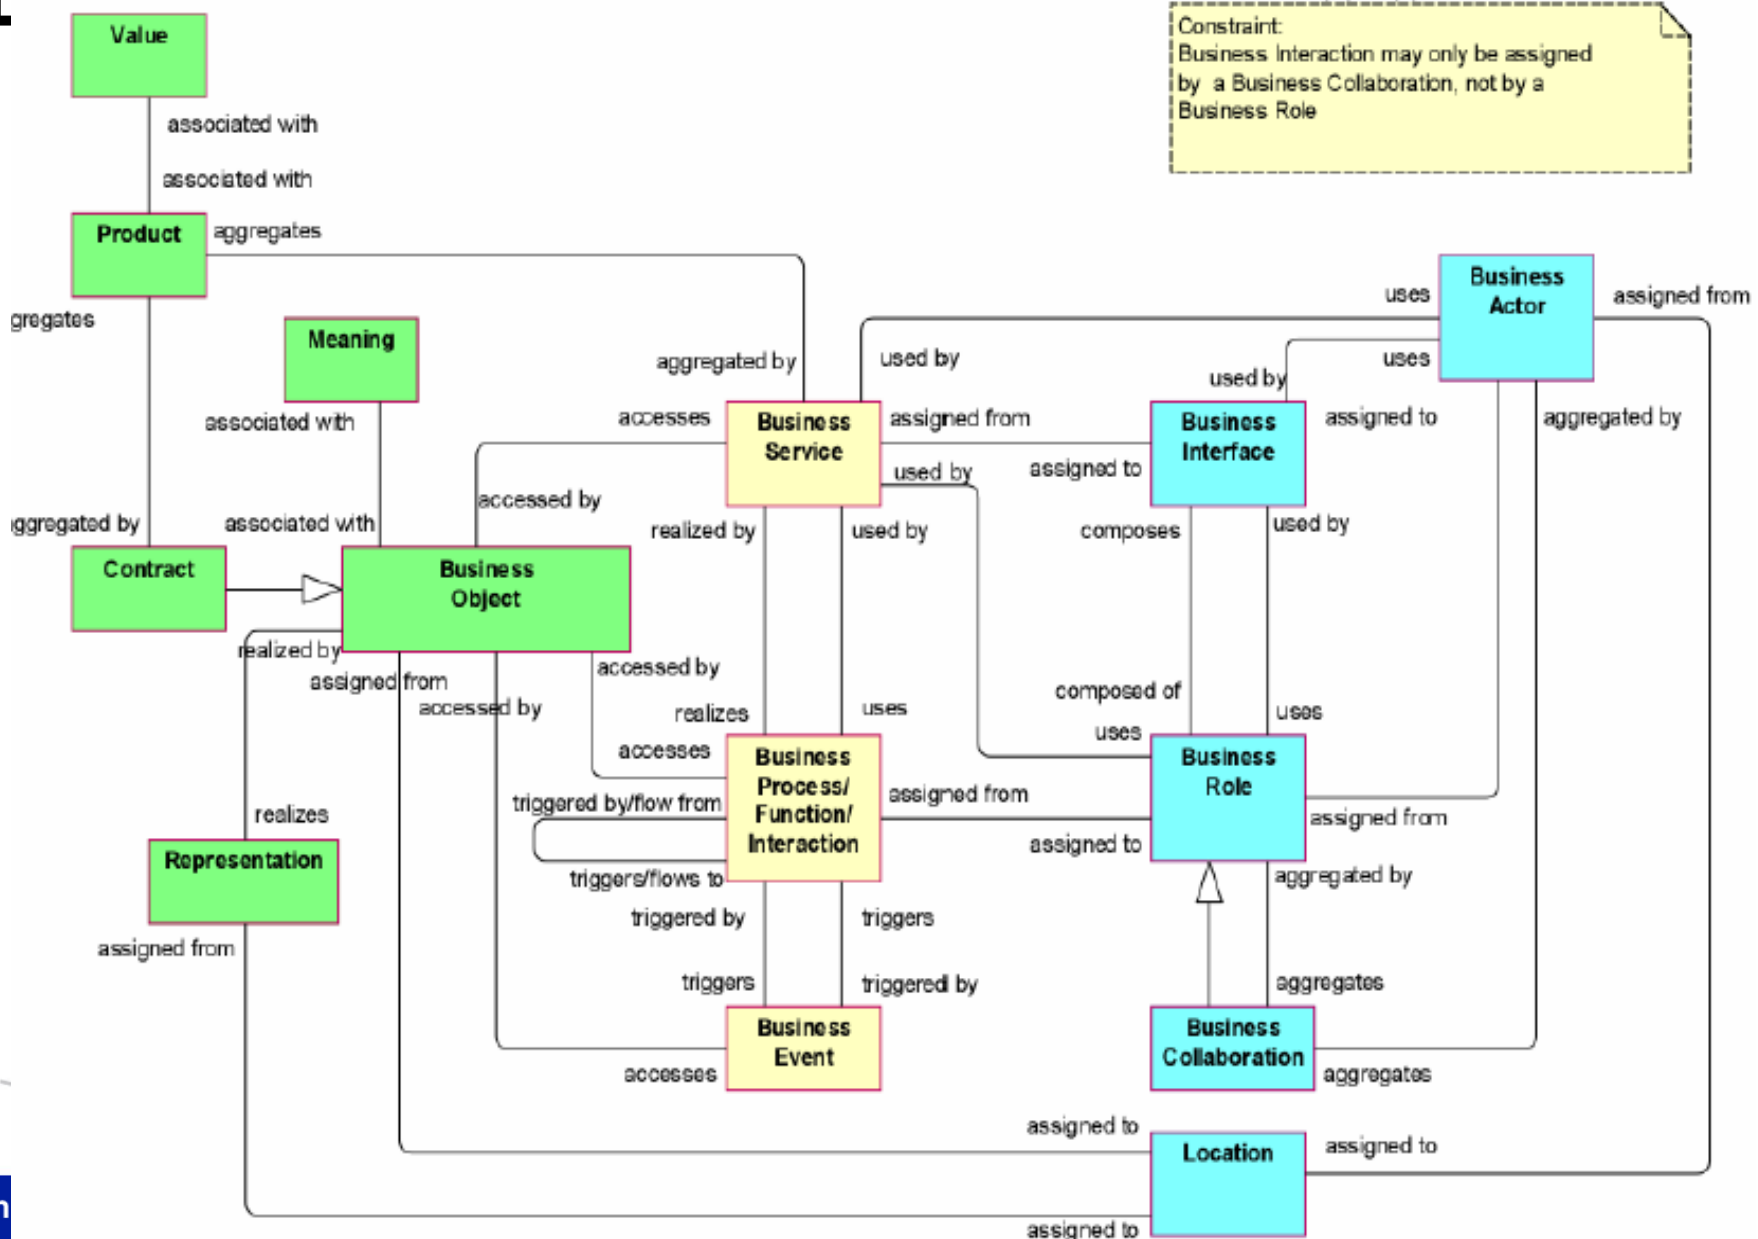 Constraint:
Business Interaction may only be assigned
by a Business Collaboration, not by a
Business Role
Value
associated with
associated with
Product
aggregates
gregates
Meaning
associated with
aggregated by
used by
uses
Business
Actor
assigned from
uses
used by
assigned to
aggregated by
accesses
Business
Service
assigned from
assigned to
used by
Business
Interface
accessed by
ggregated by
associated with
realized by
used by
composes
used by
Contract
Business
Object
realized by
assigned from
accessed by
accessed by
realizes
uses
composed of
uses
uses
accesses
Business
Process/
Function/
Interaction
Business
Role
triggered by/flow from
assigned from
assigned to
assigned from
triggers/flows to
realizes
Representation
assigned from
triggered by
triggers
aggregated by
triggers
triggered by
aggregates
Business
Event
Business
Collaboration
accesses
aggregates
assigned to
Location
assigned to
assigned to
n